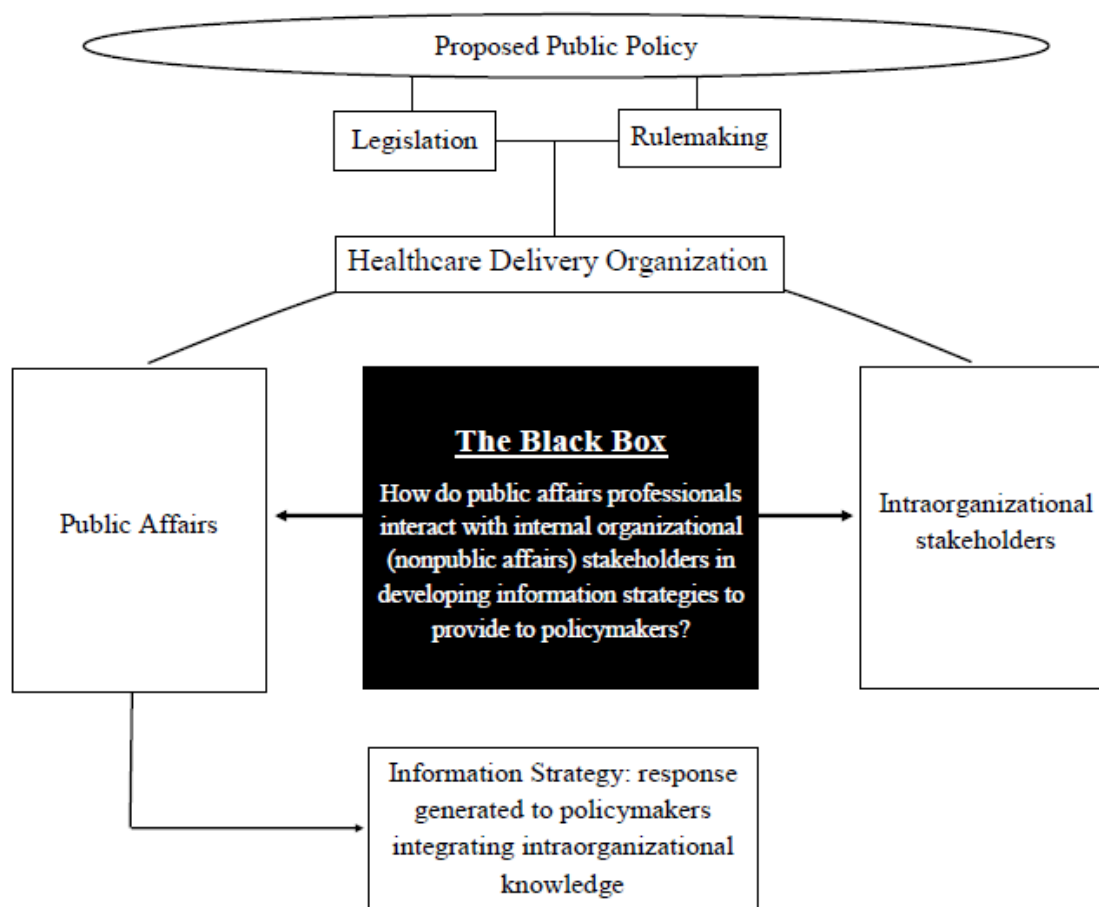 Proposed Public Policy
Legislation
Rulemaking
Healthcare Delivery Organization
Public Affairs
The Black Box
How do public affairs professionals
interact with internal organizational
(nonpublic affairs) stakeholders in
developing information strategies to
provide to policymakers?
Intraorganizational
stakeholders
Information Strategy: response
generated to policymakers
integrating intraorganizational
knowledge